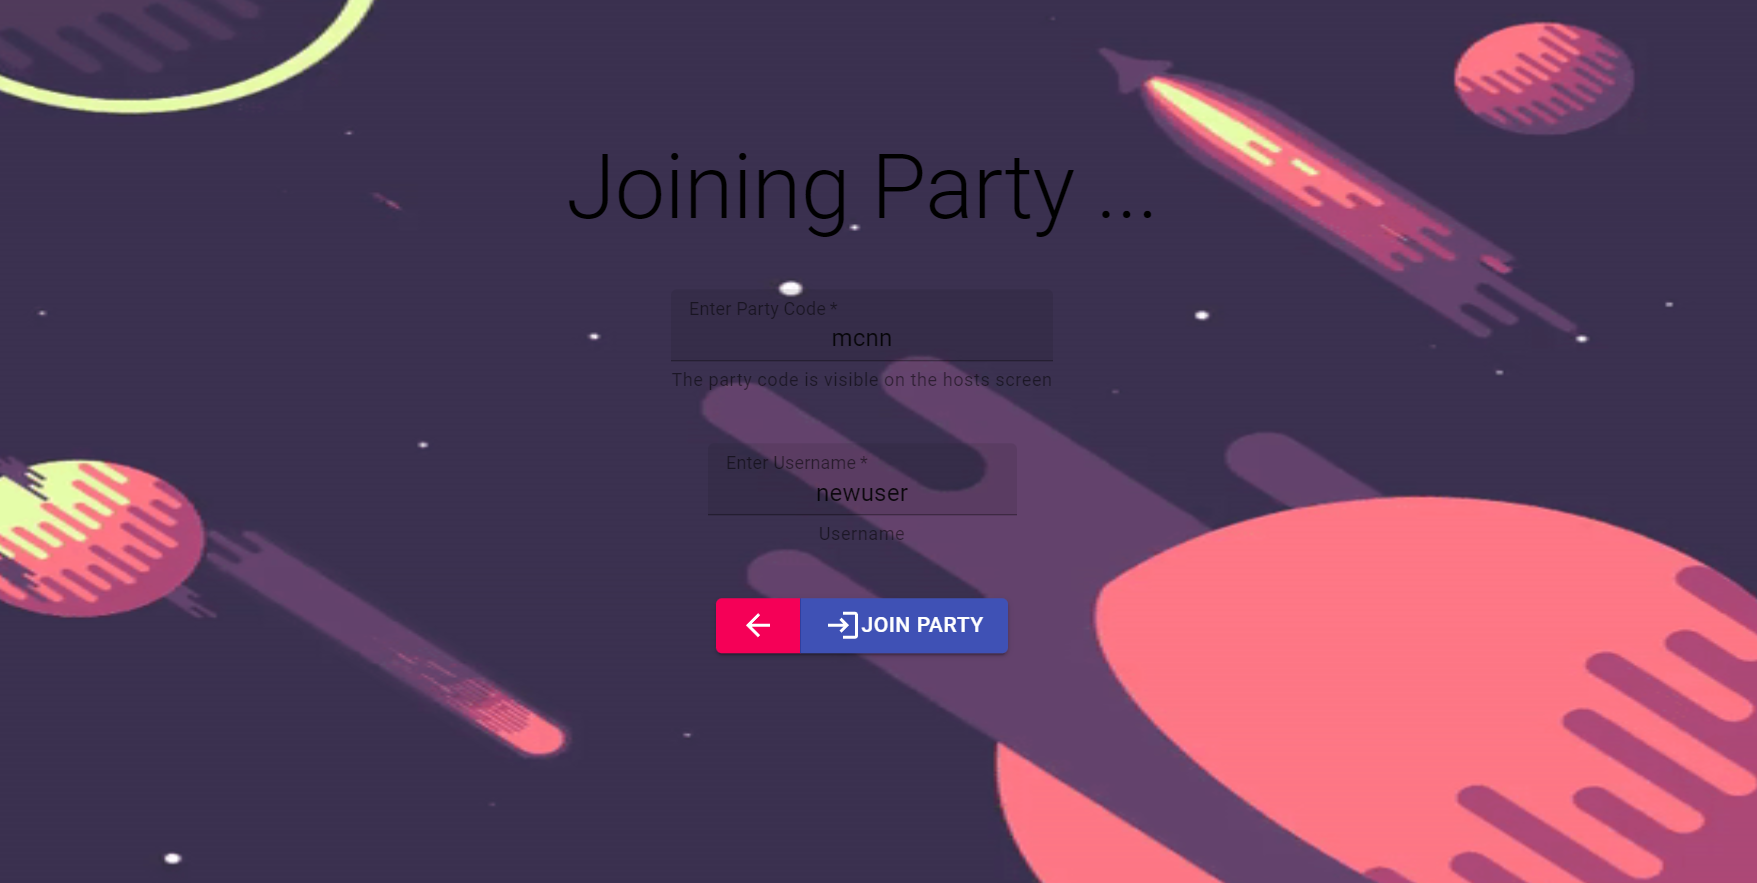 Joining Party ...
Enter Party Code *
mcnn
The party code is visible on the hosts screen
Enter Username *
newuser
Username
JOIN PARTY